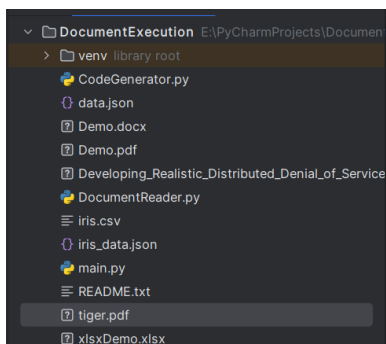 DocumentExecution E:\PyCharmProjects\Documen
venv library root
CodeGenerator.py
{} data.json
Demo.docx
Demo.pdf
Developing_Realistic_Distributed_Denial_of_Service
DocumentReader.py
iris.csv
{} iris_data.json
main.py
README.txt
tiger.pdf
xlsxDemo.xlsx